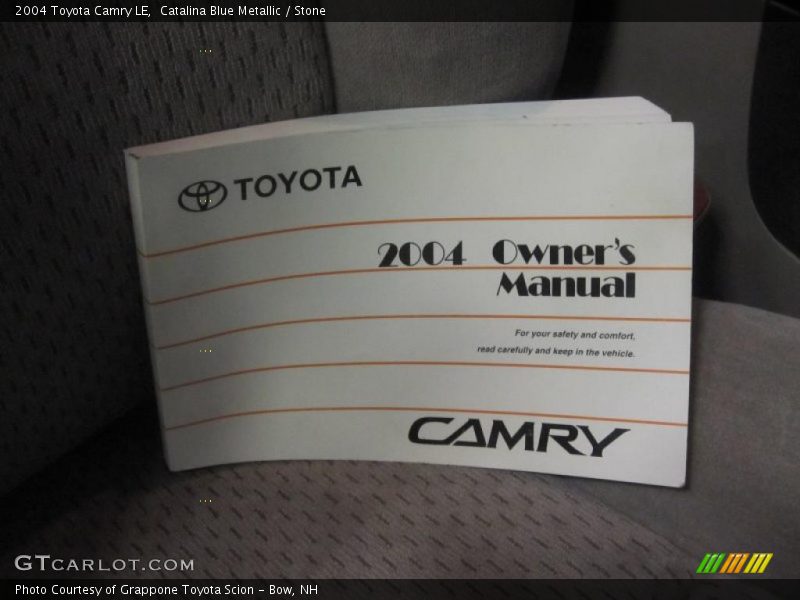 2004 Toyota Camry LE,  Catalina Blue Metallic / Stone
TOYOTA
2004 Owner's
Manual
For your safety and comfort,
read carefully and keep in the vehicle.
CAMRY
GTCARLOT.COM
Photo Courtesy of Grappone Toyota Scion - Bow, NH